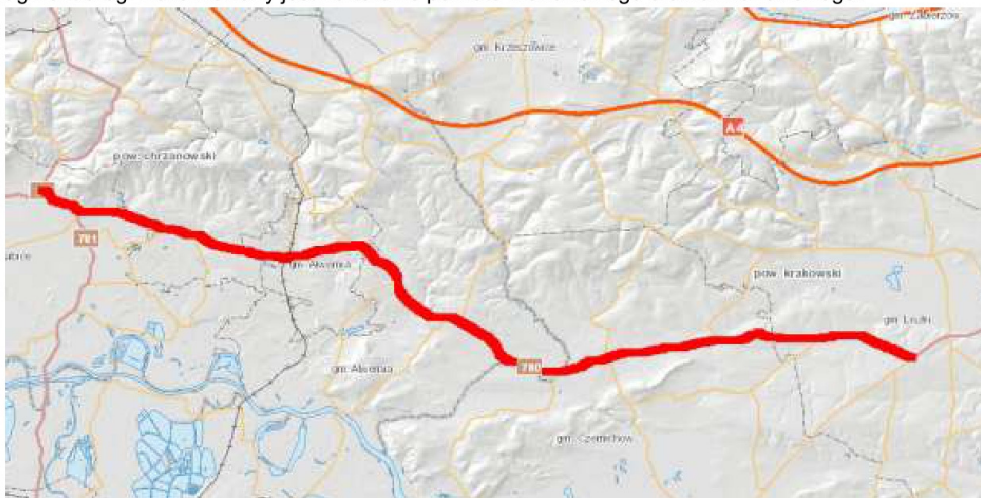 gm. Zabierzów
gm. Krzeszowice
A4
pow. chrzanowski
781
gm. Alwernia
pow. krakowski
gm. Liszki
780
gm. Alwernia
gm. Czernichów